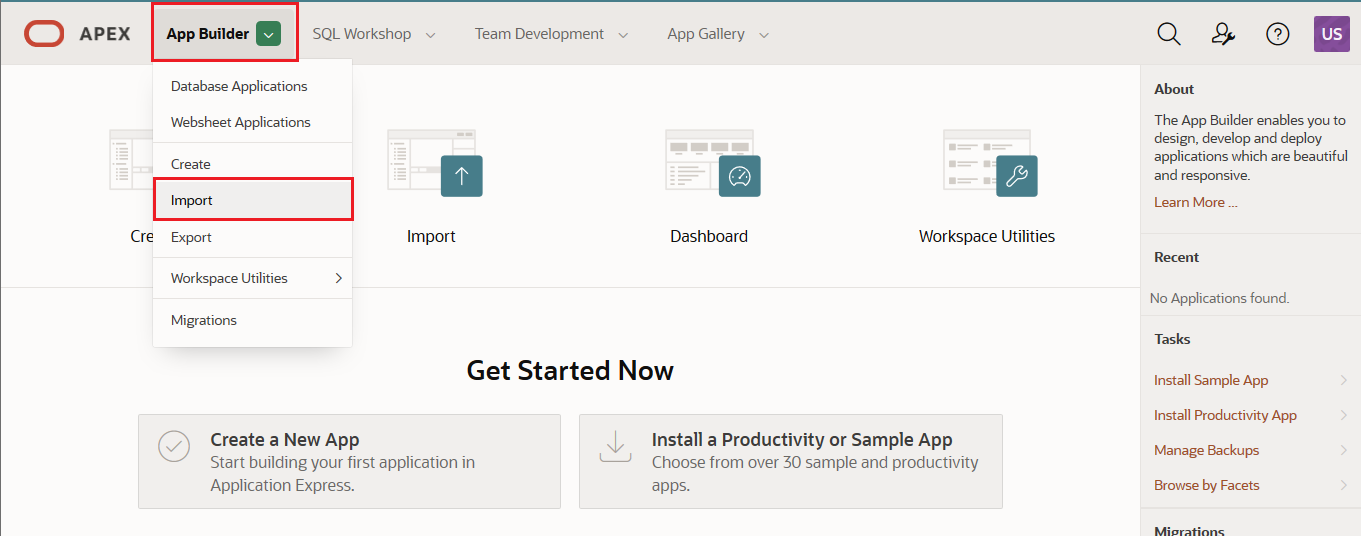 APEX
App Builder
SQL Workshop
Team Development
App Gallery
US
Database Applications
Websheet Applications
Create
Import
Export
Workspace Utilities
Migrations
Cre
Import
Dashboard
Workspace Utilities
Get Started Now
Create a New App
Start building your first application in
Application Express.
Install a Productivity or Sample App
Choose from over 30 sample and productivity
apps.
About
The App Builder enables you to
design, develop and deploy
applications which are beautiful
and responsive.
Learn More ...
Recent
No Applications found.
Tasks
Install Sample App
Install Productivity App
Manage Backups
Browse by Facets
Migrations